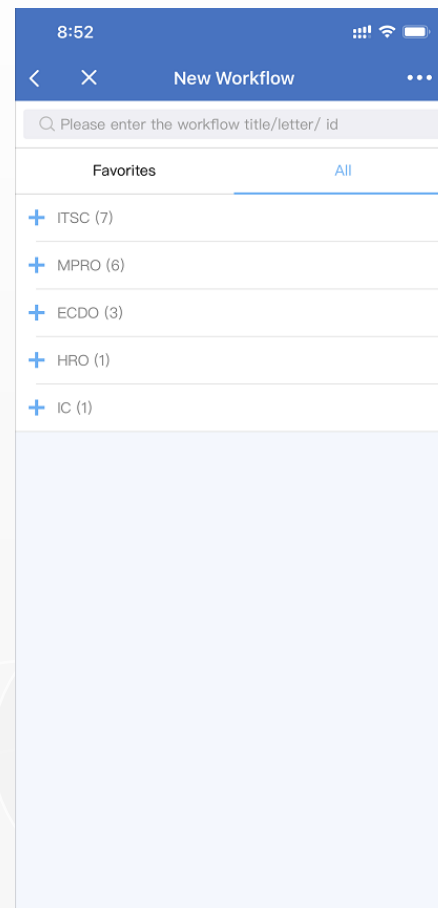 8:52
New Workflow
Please enter the workflow title/letter/ id
Favorites
All
ITSC (7)
MPRO (6)
ECDO (3)
HRO (1)
IC (1)